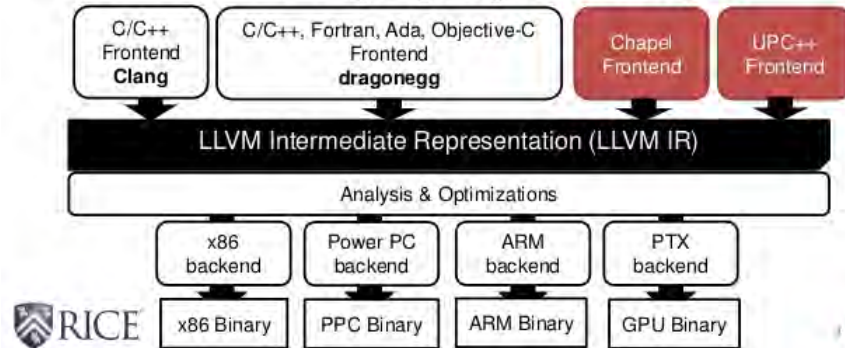 C/C++
Frontend
Clang
C/C++, Fortran, Ada, Objective-C
Frontend
dragonegg
Chapel
Frontend
UPC++
Frontend
LLVM Intermediate Representation (LLVM IR)
Analysis & Optimizations
x86
backend
Power PC
backend
ARM
backend
PTX
backend
RICE
x86 Binary
PPC Binary
ARM Binary
GPU Binary